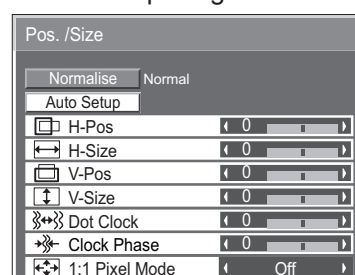 Pos. /Size
Normalise Normal
Auto Setup
H-Pos 0
H-Size 0
V-Pos 0
V-Size 0
Dot Clock 0
Clock Phase 0
1:1 Pixel Mode Off